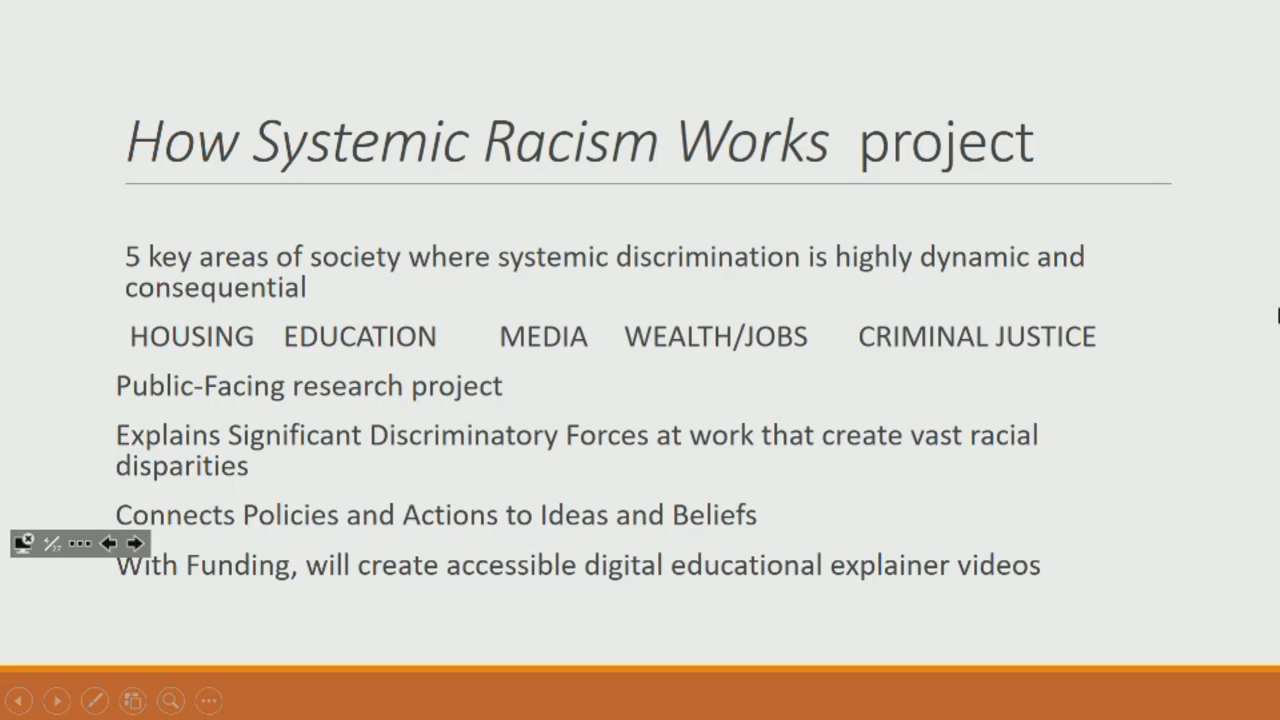 How Systemic Racism Works project
5 key areas of society where systemic discrimination is highly dynamic and
consequential
HOUSING EDUCATION MEDIA WEALTH/JOBS CRIMINAL JUSTICE
Public-Facing research project
Explains Significant Discriminatory Forces at work that create vast racial
disparities
Connects Policies and Actions to Ideas and Beliefs
4/27
With Funding, will create accessible digital educational explainer videos